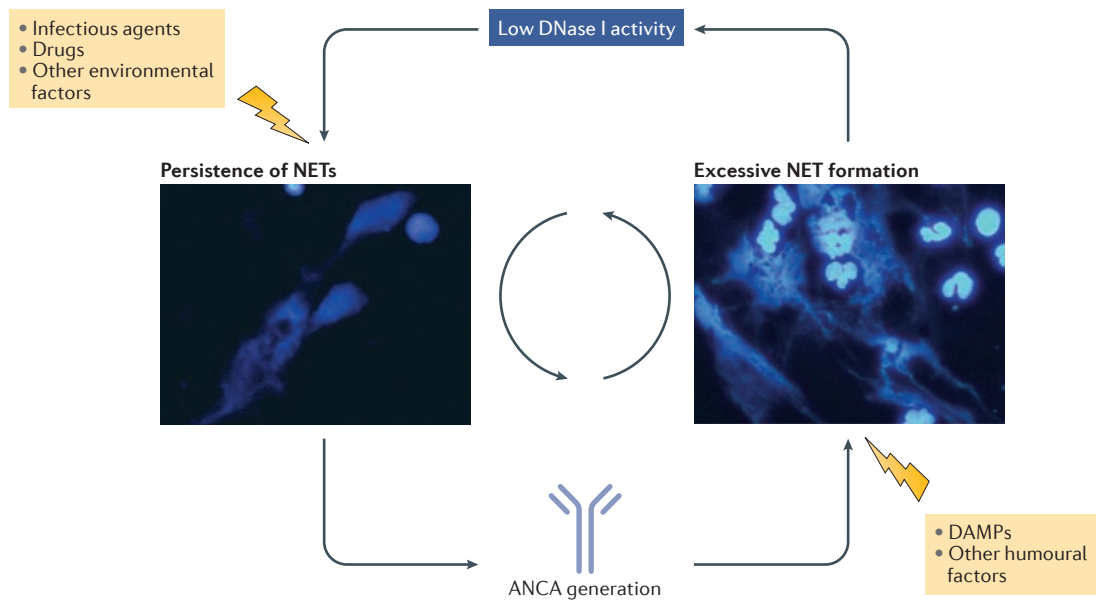 • Infectious agents
• Drugs
• Other environmental
factors
Low DNase I activity
Persistence of NETs
Excessive NET formation
ANCA generation
• DAMPs
• Other humoural
factors